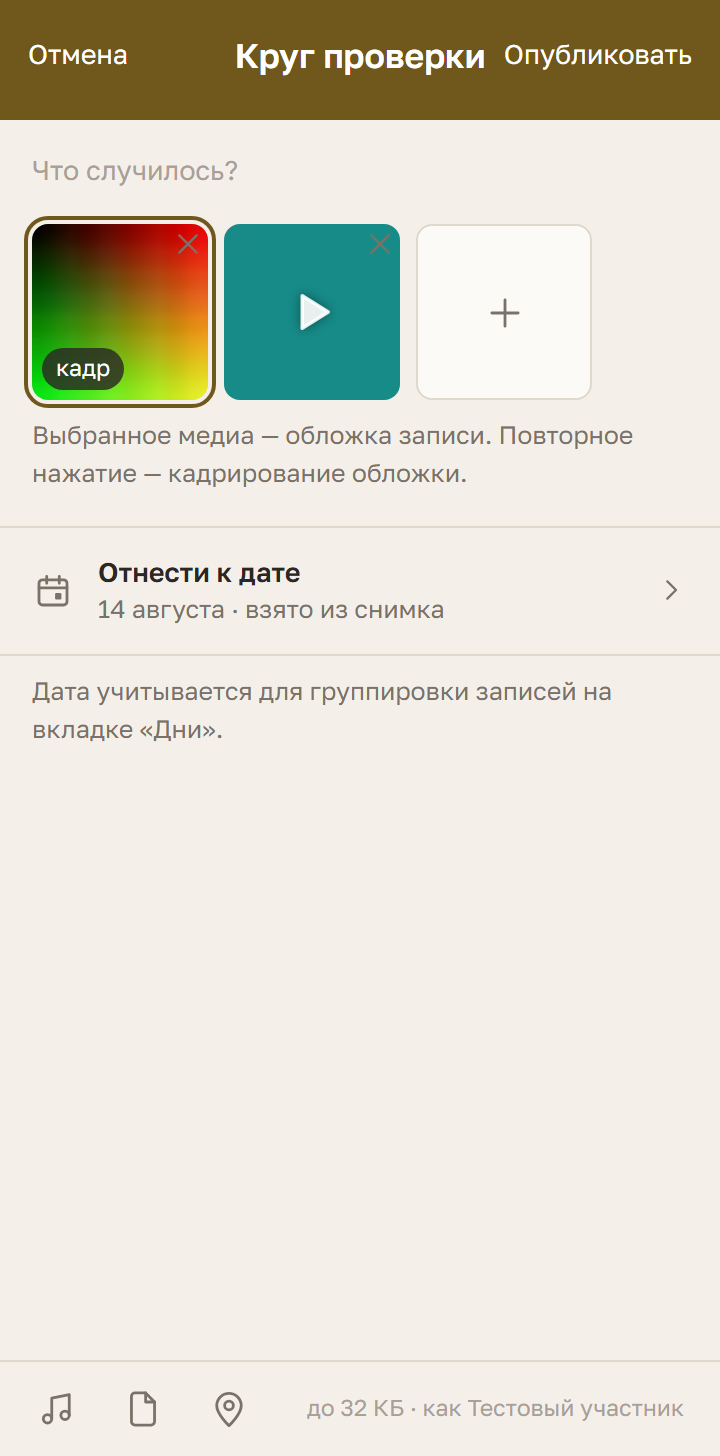 Отмена Круг проверки Опубликовать
Что случилось?
кадр
Выбранное медиа — обложка записи. Повторное
нажатие — кадрирование обложки.
Отнести к дате
14 августа · взято из снимка
Дата учитывается для группировки записей на
вкладке «Дни».
до 32 КБ · как Тестовый участник